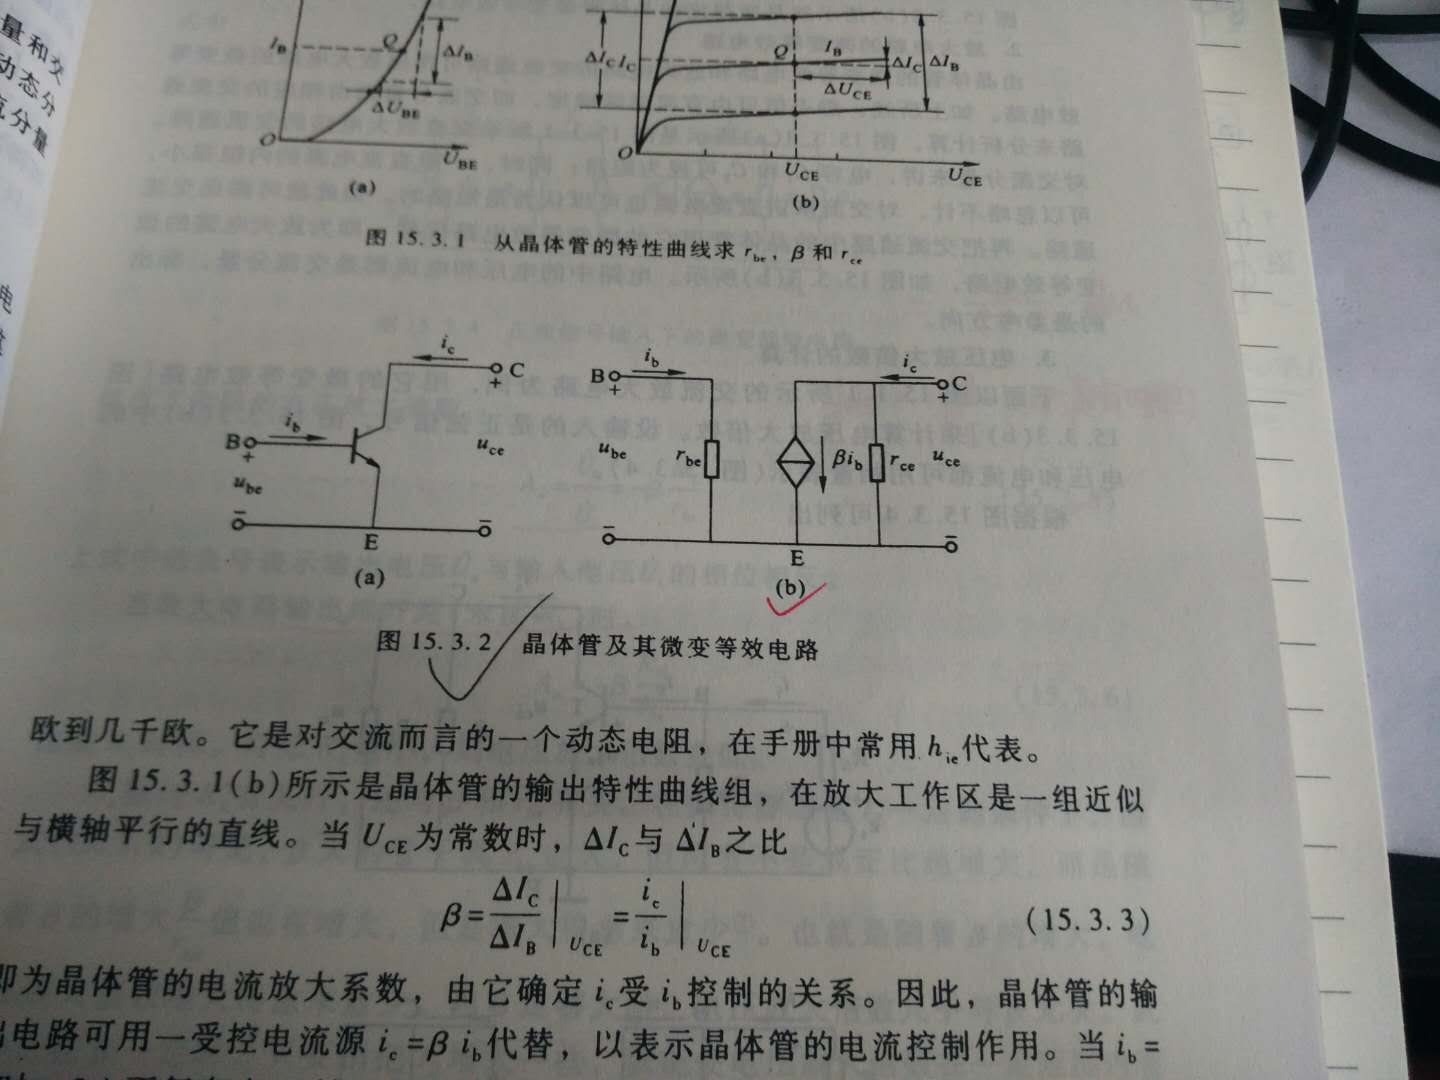 量和交
动态分
流分量
I_B Q ΔI_B
ΔU_BE
O U_BE
(a)
ΔI_C I_C Q I_B ΔI_C ΔI_B
ΔU_CE
O U_CE U_CE
(b)
图 15.3.1 从晶体管的特性曲线求 r_be, β 和 r_ce
电
i_c C +
B i_b + u_be u_ce
− E −
(a)
B + i_b i_c C +
u_be r_be βi_b r_ce u_ce
− E −
(b)
图 15.3.2 晶体管及其微变等效电路
欧到几千欧。它是对交流而言的一个动态电阻，在手册中常用 h_ie 代表。
图 15.3.1(b)所示是晶体管的输出特性曲线组，在放大工作区是一组近似
与横轴平行的直线。当 U_CE 为常数时，ΔI_C 与 ΔI_B 之比
β = ΔI_C/ΔI_B |U_CE = i_c/i_b |U_CE (15.3.3)
即为晶体管的电流放大系数，由它确定 i_c 受 i_b 控制的关系。因此，晶体管的输
出电路可用一受控电流源 i_c = β i_b 代替，以表示晶体管的电流控制作用。当 i_b =